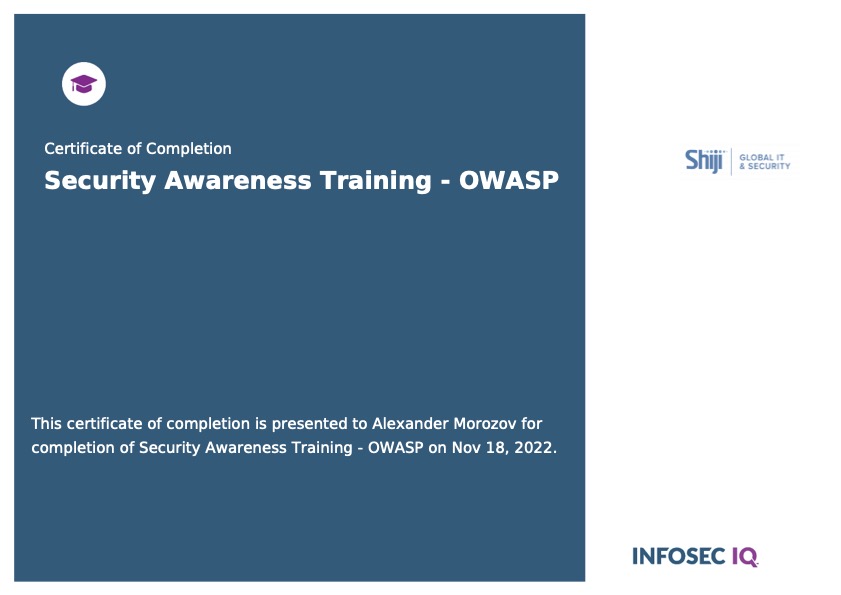 Certificate of Completion
Security Awareness Training - OWASP
Shiji
GLOBAL IT
& SECURITY
This certificate of completion is presented to Alexander Morozov for
completion of Security Awareness Training - OWASP on Nov 18, 2022.
INFOSEC IQ